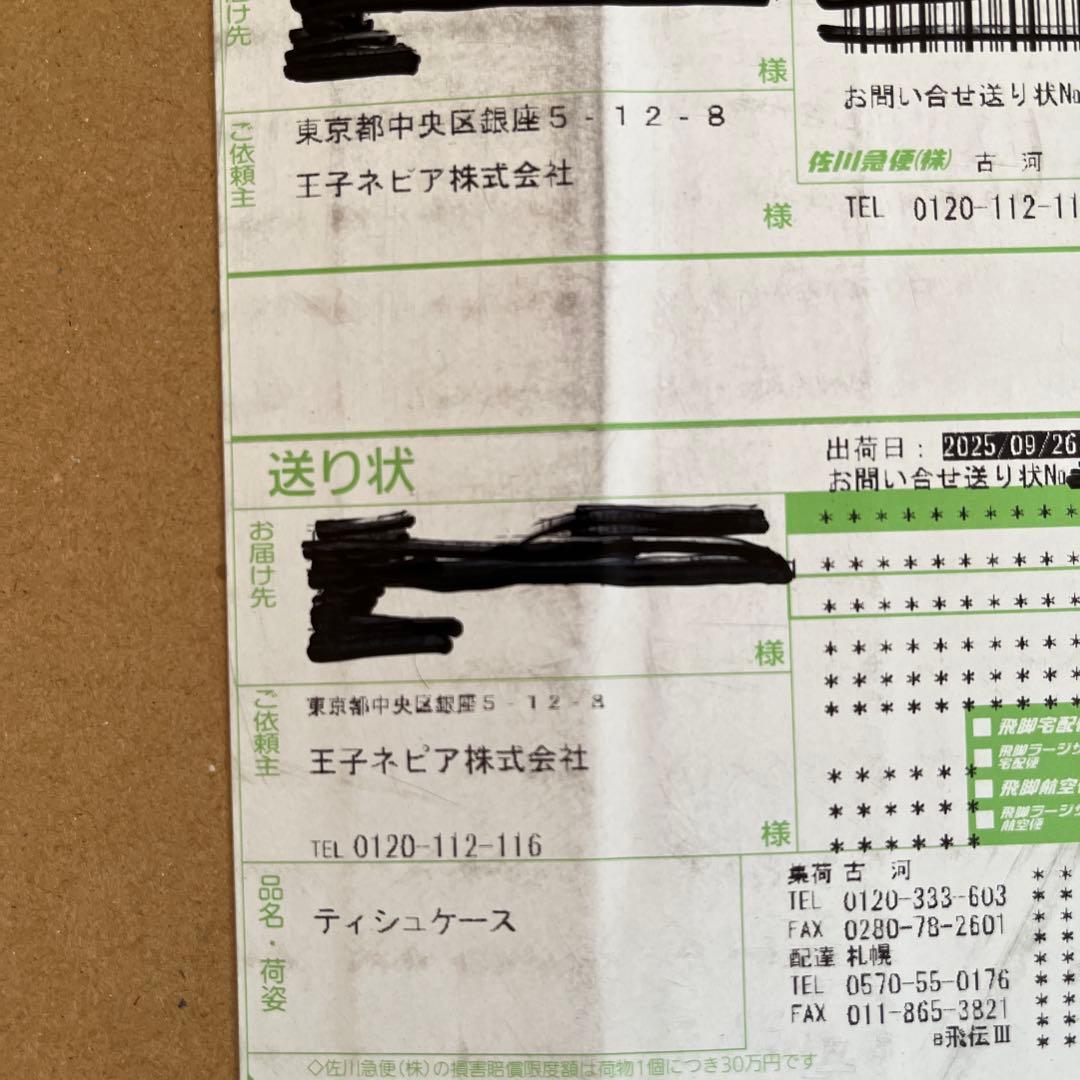 届け先
様
お問い合せ送り状№
ご依頼主
東京都中央区銀座5-12-8
王子ネピア株式会社
様
佐川急便(株) 古河
TEL 0120-112-11
送り状
出荷日: 2025/09/26
お問い合せ送り状№
お届け先
様
* * * * * * * * * *
* * * * * * * * * *
* * * * * * * * * *
* * * * * * * * * *
* * * * * * * * * *
* * * * * * * * * *
ご依頼主
東京都中央区銀座5-12-8
王子ネピア株式会社
TEL 0120-112-116
様
飛脚宅配
飛脚ラージサ
宅配便
飛脚航空
飛脚ラージサ
航空便
* * * * * *
* * * * * *
* * * * * *
品名・荷姿
ティシュケース
集荷 古河
TEL 0120-333-603
FAX 0280-78-2601
配達 札幌
TEL 0570-55-0176
FAX 011-865-3821
e飛伝Ⅲ
* *
* *
* *
* *
* *
* *
* *
* *
* *
◇佐川急便(株)の損害賠償限度額は荷物1個につき30万円です